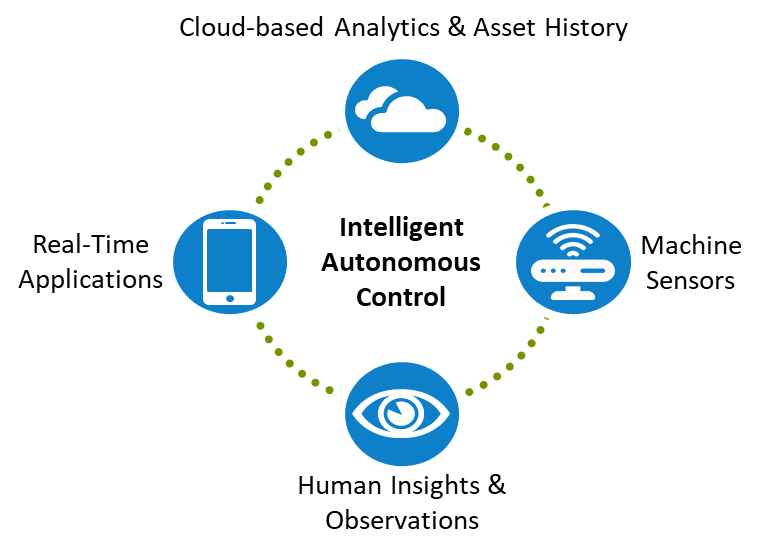 Cloud-based Analytics & Asset History
Real-Time
Applications
Intelligent
Autonomous
Control
Machine
Sensors
Human Insights &
Observations